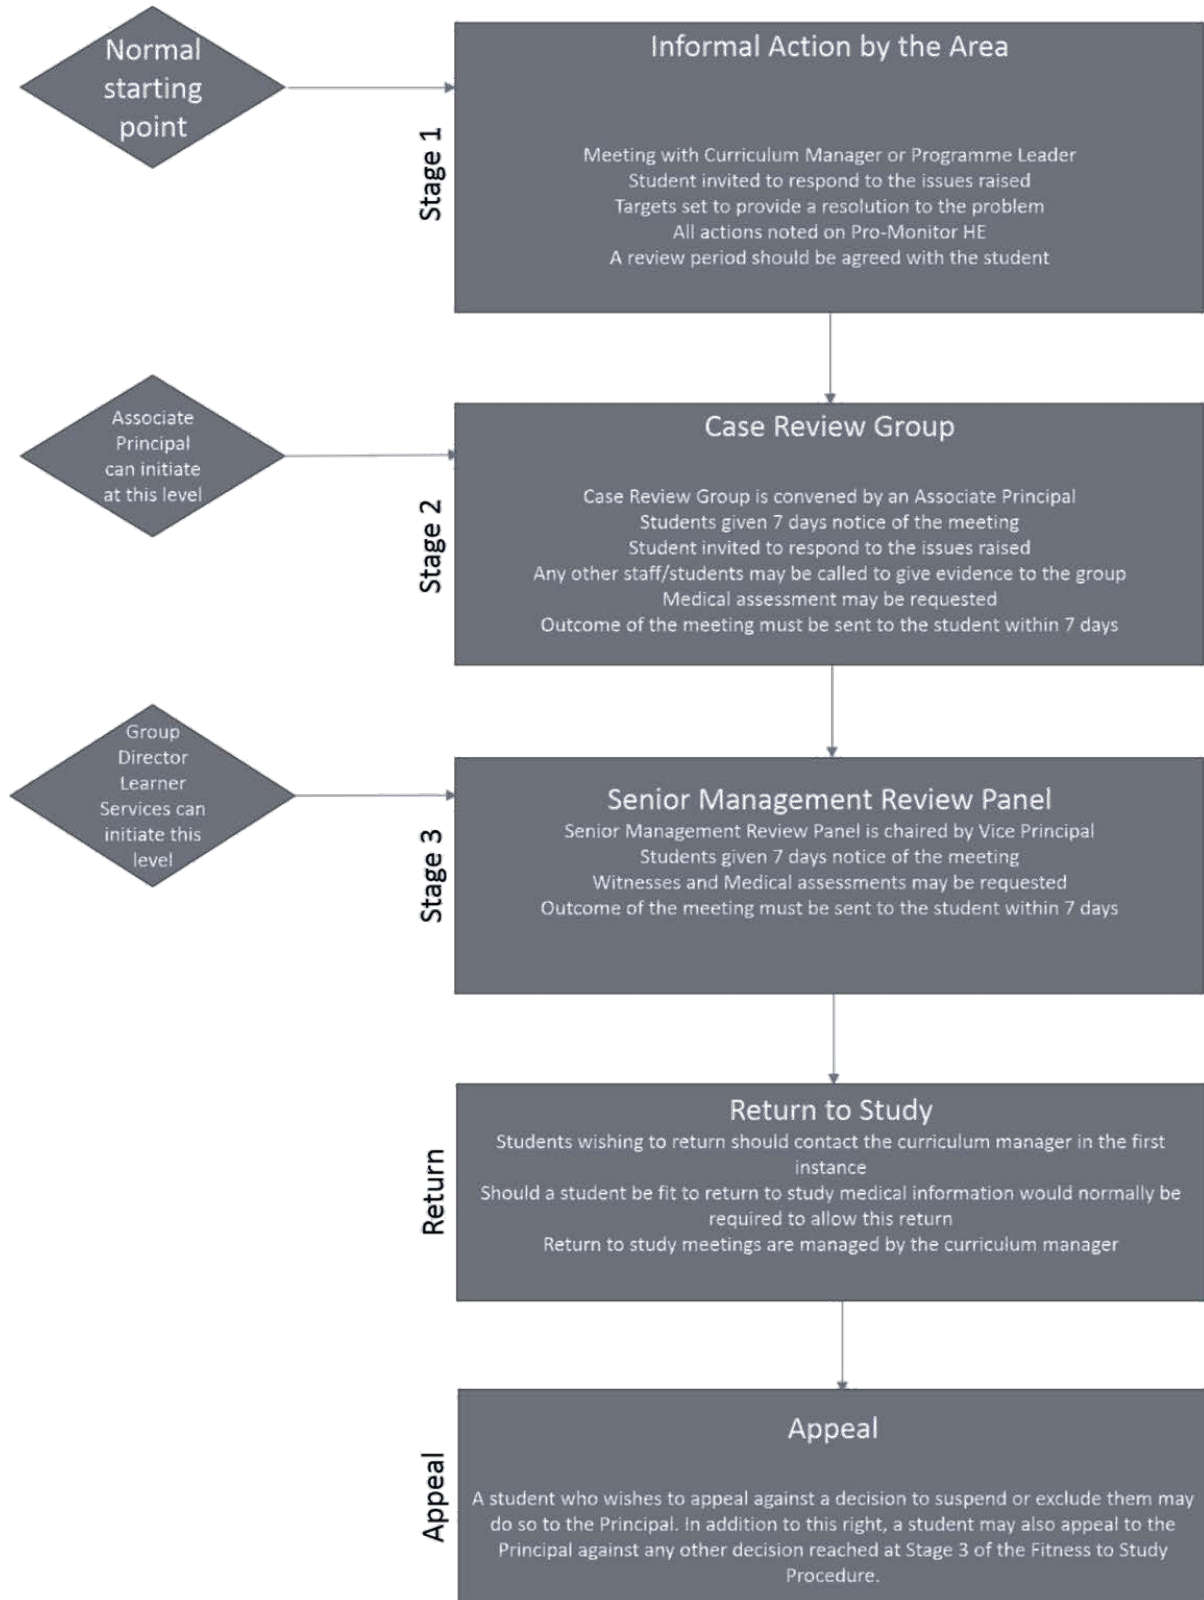 Normal
starting
point
Stage 1
Informal Action by the Area
Meeting with Curriculum Manager or Programme Leader
Student invited to respond to the issues raised
Targets set to provide a resolution to the problem
All actions noted on Pro-Monitor HE
A review period should be agreed with the student
Associate
Principal
can initiate
at this level
Stage 2
Case Review Group
Case Review Group is convened by an Associate Principal
Students given 7 days notice of the meeting
Student invited to respond to the issues raised
Any other staff/students may be called to give evidence to the group
Medical assessment may be requested
Outcome of the meeting must be sent to the student within 7 days
Group
Director
Learner
Services can
initiate this
level
Stage 3
Senior Management Review Panel
Senior Management Review Panel is chaired by Vice Principal
Students given 7 days notice of the meeting
Witnesses and Medical assessments may be requested
Outcome of the meeting must be sent to the student within 7 days
Return
Return to Study
Students wishing to return should contact the curriculum manager in the first
instance
Should a student be fit to return to study medical information would normally be
required to allow this return
Return to study meetings are managed by the curriculum manager
Appeal
Appeal
A student who wishes to appeal against a decision to suspend or exclude them may
do so to the Principal. In addition to this right, a student may also appeal to the
Principal against any other decision reached at Stage 3 of the Fitness to Study
Procedure.